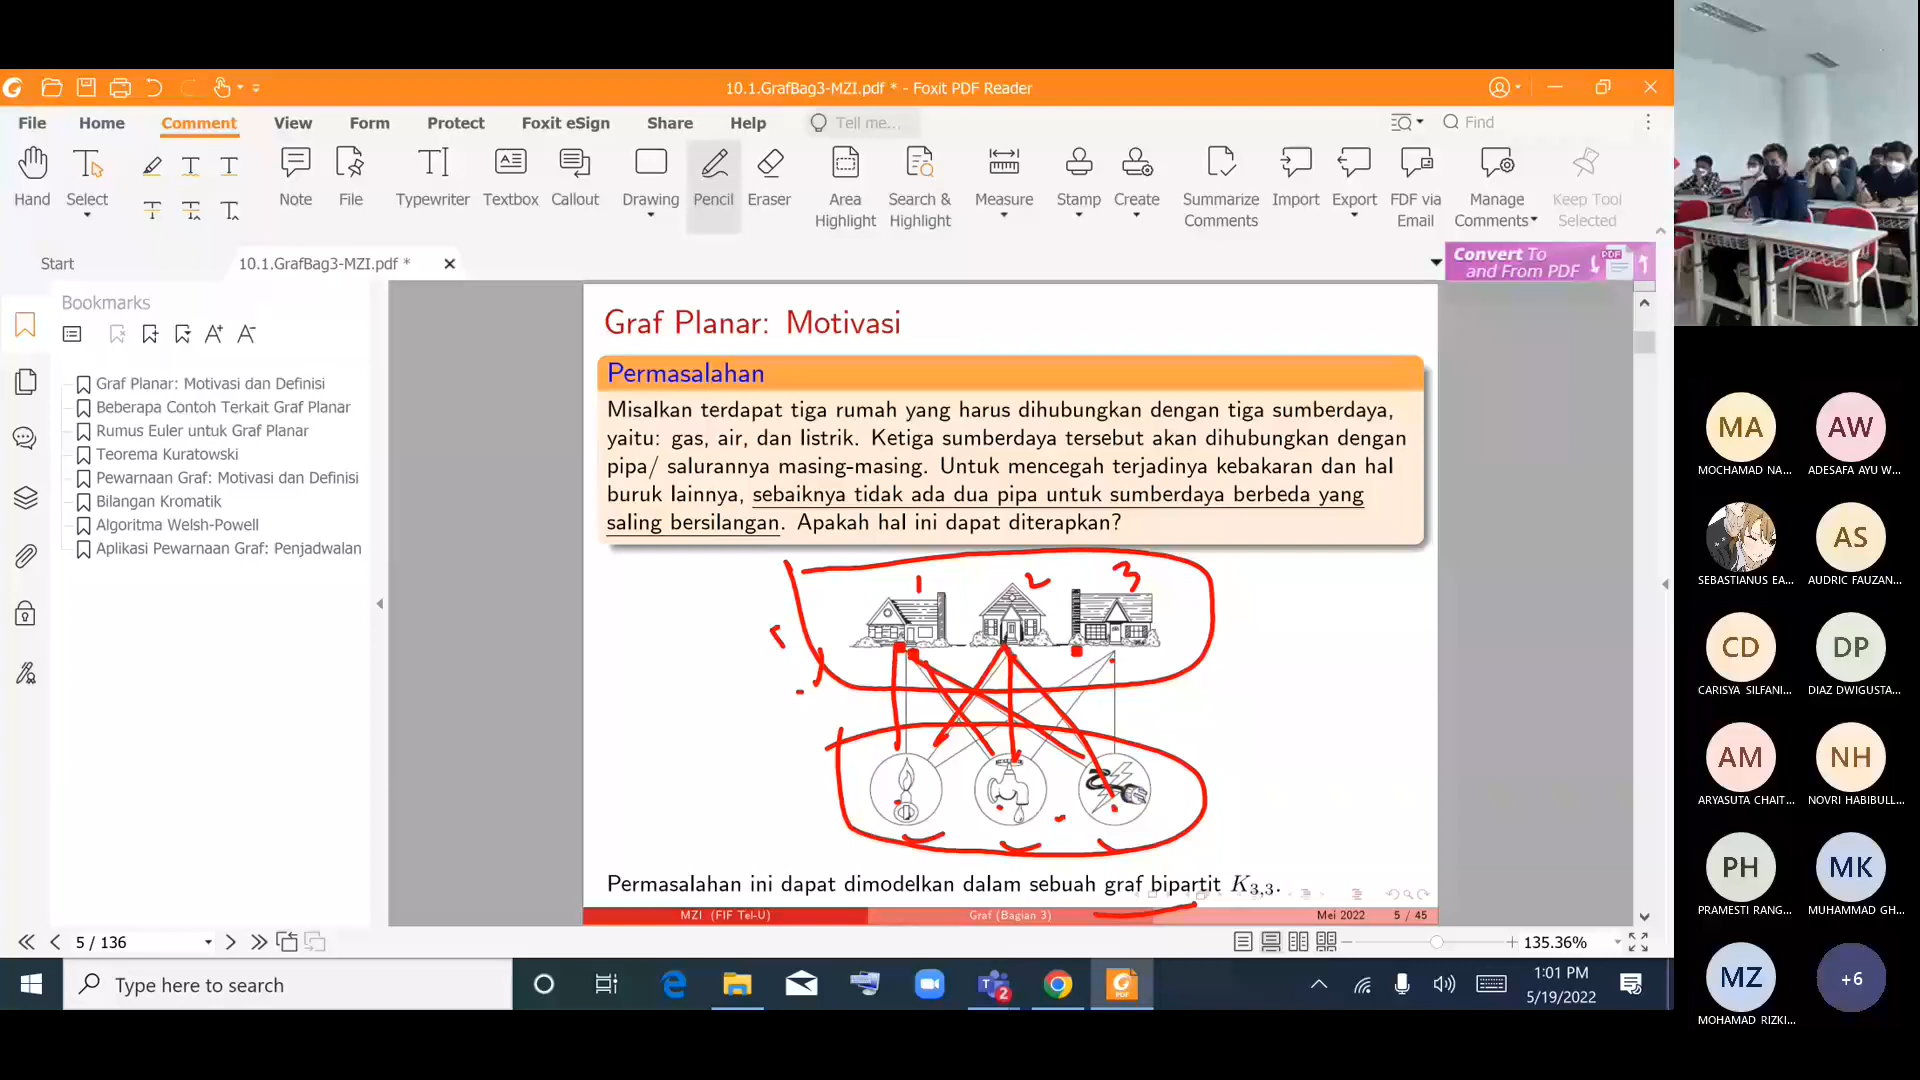 10.1.GrafBag3-MZI.pdf * - Foxit PDF Reader
File Home Comment View Form Protect Foxit eSign Share Help Tell me... Find
Hand Select Note File Typewriter Textbox Callout Drawing Pencil Eraser Area Highlight Search & Highlight Measure Stamp Create Summarize Comments Import Export FDF via Email Manage Comments Keep Tool Selected
Start 10.1.GrafBag3-MZI.pdf *
Convert To and From PDF
PDF
Bookmarks
Graf Planar: Motivasi dan Definisi
Beberapa Contoh Terkait Graf Planar
Rumus Euler untuk Graf Planar
Teorema Kuratowski
Pewarnaan Graf: Motivasi dan Definisi
Bilangan Kromatik
Algoritma Welsh-Powell
Aplikasi Pewarnaan Graf: Penjadwalan
Graf Planar: Motivasi
Permasalahan
Misalkan terdapat tiga rumah yang harus dihubungkan dengan tiga sumberdaya,
yaitu: gas, air, dan listrik. Ketiga sumberdaya tersebut akan dihubungkan dengan
pipa/ salurannya masing-masing. Untuk mencegah terjadinya kebakaran dan hal
buruk lainnya, sebaiknya tidak ada dua pipa untuk sumberdaya berbeda yang
saling bersilangan. Apakah hal ini dapat diterapkan?
1 2 3
Permasalahan ini dapat dimodelkan dalam sebuah graf bipartit K3,3.
MZI (FIF Tel-U) Graf (Bagian 3) Mei 2022 5 / 45
5 / 136
135.36%
Type here to search
2
1:01 PM
5/19/2022
MA AW
MOCHAMAD NA... ADESAFA AYU W...
AS
SEBASTIANUS EA... AUDRIC FAUZAN...
CD DP
CARISYA SILFANI... DIAZ DWIGUSTA...
AM NH
ARYASUTA CHAIT... NOVRI HABIBULL...
PH MK
PRAMESTI RANG... MUHAMMAD GH...
MZ +6
MOHAMAD RIZKI...